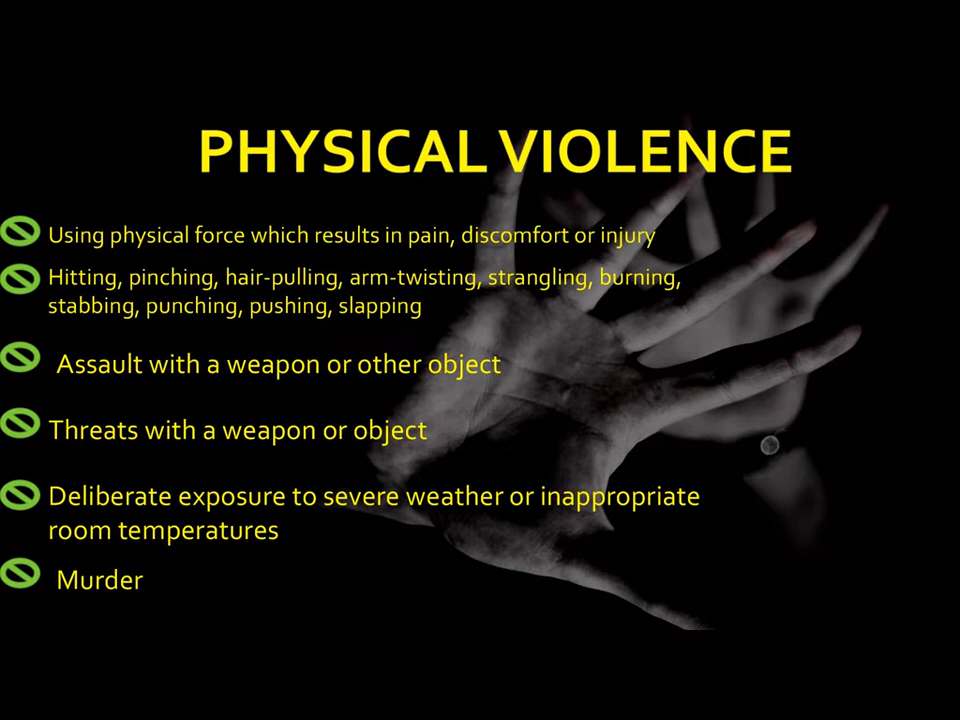 PHYSICAL VIOLENCE
Using physical force which results in pain, discomfort or injury
Hitting, pinching, hair-pulling, arm-twisting, strangling, burning,
stabbing, punching, pushing, slapping
Assault with a weapon or other object
Threats with a weapon or object
Deliberate exposure to severe weather or inappropriate
room temperatures
Murder